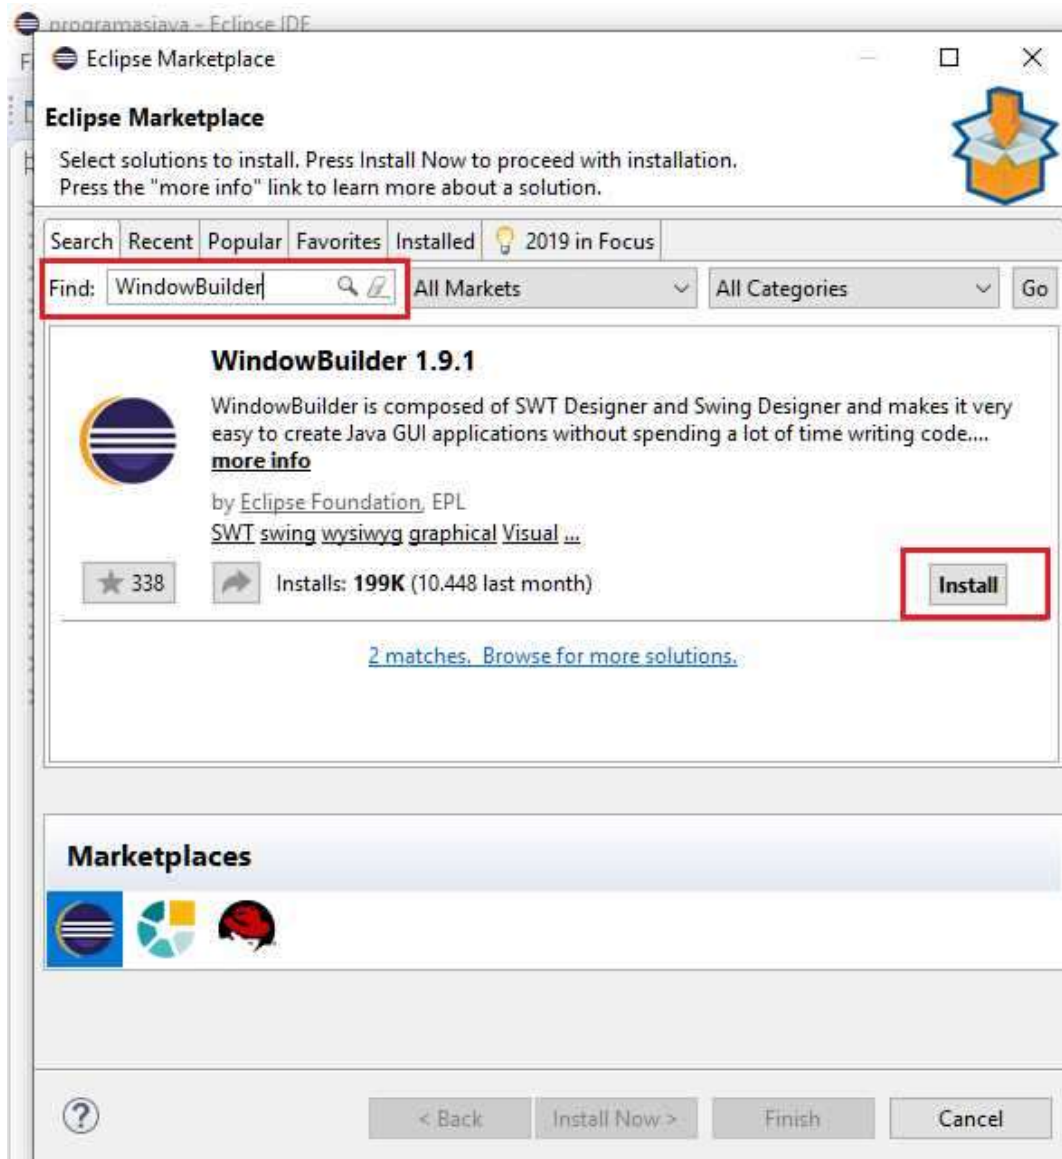 programasijava - Eclipse IDE
Eclipse Marketplace
Eclipse Marketplace
Select solutions to install. Press Install Now to proceed with installation.
Press the "more info" link to learn more about a solution.
Search Recent Popular Favorites Installed 2019 in Focus
Find: WindowBuilder All Markets All Categories Go
WindowBuilder 1.9.1
WindowBuilder is composed of SWT Designer and Swing Designer and makes it very
easy to create Java GUI applications without spending a lot of time writing code....
more info
by Eclipse Foundation, EPL
SWT swing wysiwyg graphical Visual ...
338 Installs: 199K (10.448 last month) Install
2 matches. Browse for more solutions.
Marketplaces
? < Back Install Now > Finish Cancel